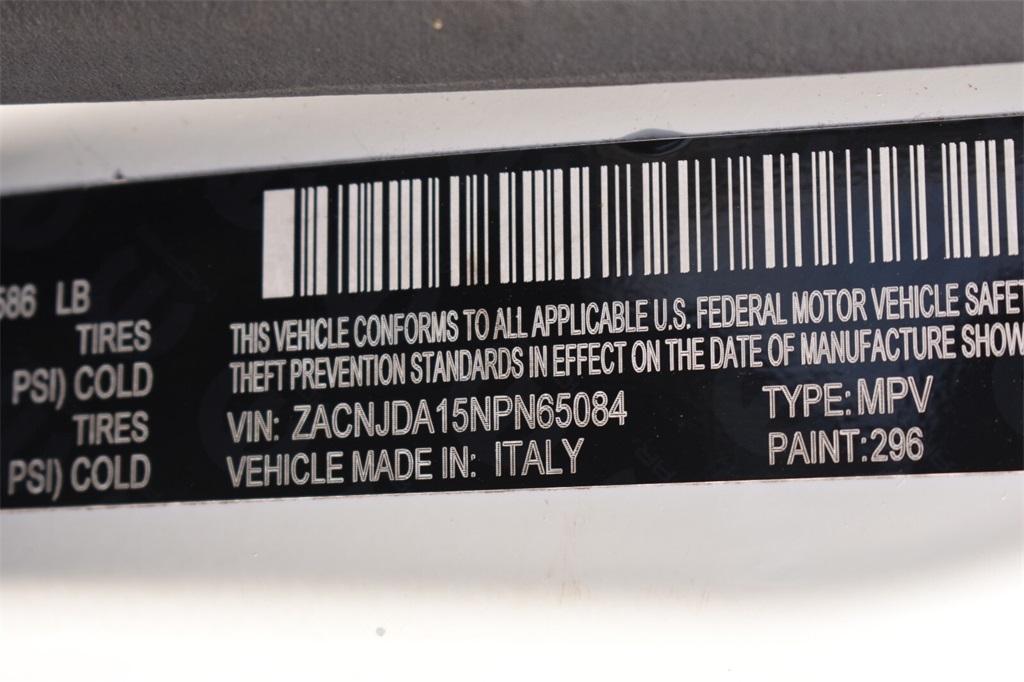 586 LB
TIRES
PSI) COLD
TIRES
PSI) COLD
THIS VEHICLE CONFORMS TO ALL APPLICABLE U.S. FEDERAL MOTOR VEHICLE SAFET
THEFT PREVENTION STANDARDS IN EFFECT ON THE DATE OF MANUFACTURE SHOW
VIN: ZACNJDA15NPN65084 TYPE: MPV
VEHICLE MADE IN: ITALY PAINT: 296